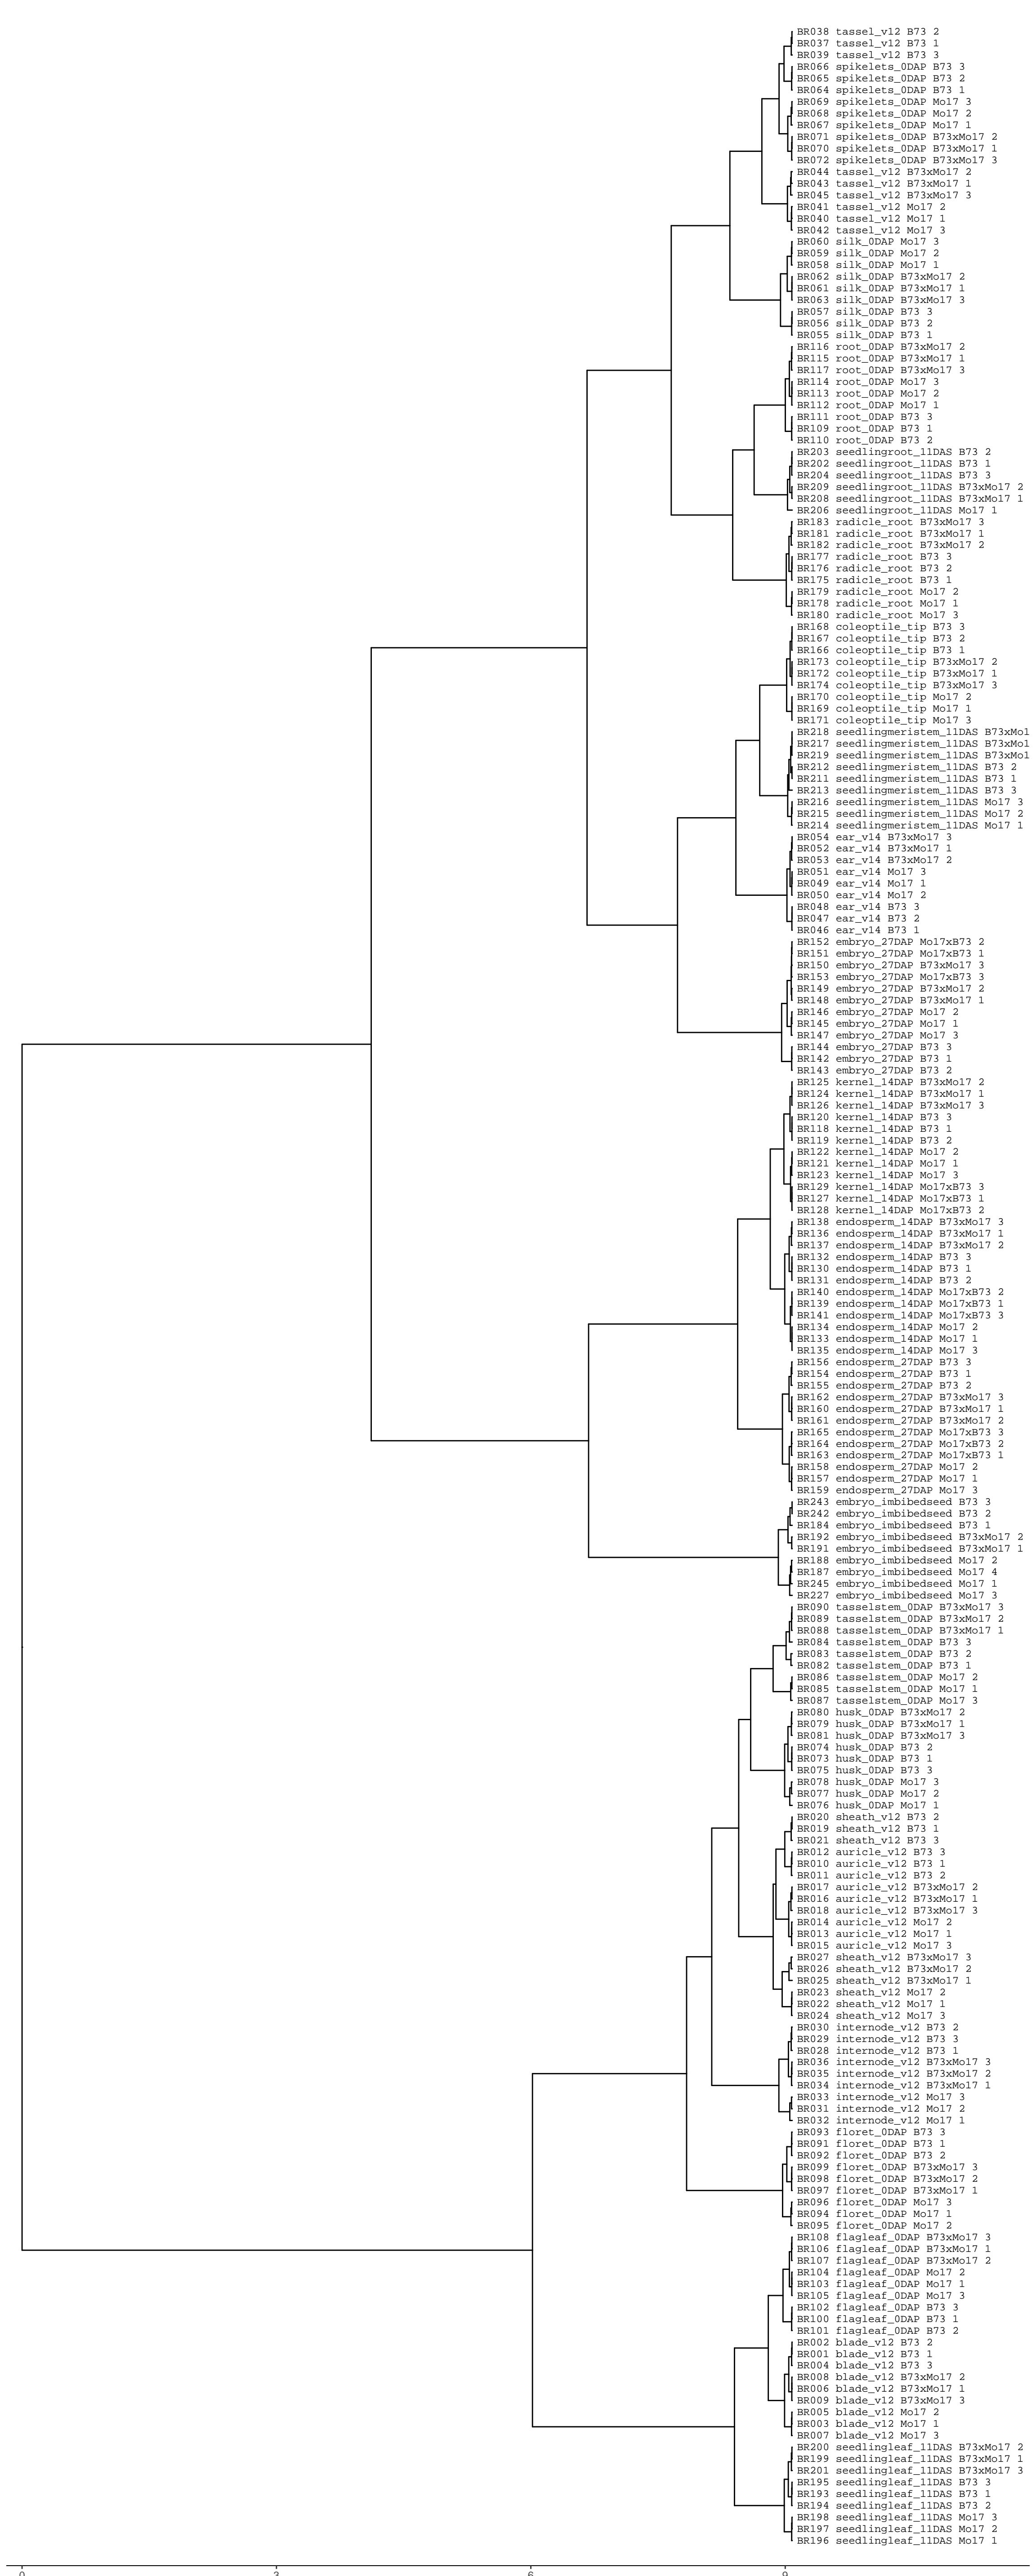 BR038 tassel_v12 B73 2
BR037 tassel_v12 B73 1
BR039 tassel_v12 B73 3
BR066 spikelets_0DAP B73 3
BR065 spikelets_0DAP B73 2
BR064 spikelets_0DAP B73 1
BR069 spikelets_0DAP Mo17 3
BR068 spikelets_0DAP Mo17 2
BR067 spikelets_0DAP Mo17 1
BR071 spikelets_0DAP B73xMo17 2
BR070 spikelets_0DAP B73xMo17 1
BR072 spikelets_0DAP B73xMo17 3
BR044 tassel_v12 B73xMo17 2
BR043 tassel_v12 B73xMo17 1
BR045 tassel_v12 B73xMo17 3
BR041 tassel_v12 Mo17 2
BR040 tassel_v12 Mo17 1
BR042 tassel_v12 Mo17 3
BR060 silk_0DAP Mo17 3
BR059 silk_0DAP Mo17 2
BR058 silk_0DAP Mo17 1
BR062 silk_0DAP B73xMo17 2
BR061 silk_0DAP B73xMo17 1
BR063 silk_0DAP B73xMo17 3
BR057 silk_0DAP B73 3
BR056 silk_0DAP B73 2
BR055 silk_0DAP B73 1
BR116 root_0DAP B73xMo17 2
BR115 root_0DAP B73xMo17 1
BR117 root_0DAP B73xMo17 3
BR114 root_0DAP Mo17 3
BR113 root_0DAP Mo17 2
BR112 root_0DAP Mo17 1
BR111 root_0DAP B73 3
BR109 root_0DAP B73 1
BR110 root_0DAP B73 2
BR203 seedlingroot_11DAS B73 2
BR202 seedlingroot_11DAS B73 1
BR204 seedlingroot_11DAS B73 3
BR209 seedlingroot_11DAS B73xMo17 2
BR208 seedlingroot_11DAS B73xMo17 1
BR206 seedlingroot_11DAS Mo17 1
BR183 radicle_root B73xMo17 3
BR181 radicle_root B73xMo17 1
BR182 radicle_root B73xMo17 2
BR177 radicle_root B73 3
BR176 radicle_root B73 2
BR175 radicle_root B73 1
BR179 radicle_root Mo17 2
BR178 radicle_root Mo17 1
BR180 radicle_root Mo17 3
BR168 coleoptile_tip B73 3
BR167 coleoptile_tip B73 2
BR166 coleoptile_tip B73 1
BR173 coleoptile_tip B73xMo17 2
BR172 coleoptile_tip B73xMo17 1
BR174 coleoptile_tip B73xMo17 3
BR170 coleoptile_tip Mo17 2
BR169 coleoptile_tip Mo17 1
BR171 coleoptile_tip Mo17 3
BR218 seedlingmeristem_11DAS B73xMo1
BR217 seedlingmeristem_11DAS B73xMo1
BR219 seedlingmeristem_11DAS B73xMo1
BR212 seedlingmeristem_11DAS B73 2
BR211 seedlingmeristem_11DAS B73 1
BR213 seedlingmeristem_11DAS B73 3
BR216 seedlingmeristem_11DAS Mo17 3
BR215 seedlingmeristem_11DAS Mo17 2
BR214 seedlingmeristem_11DAS Mo17 1
BR054 ear_v14 B73xMo17 3
BR052 ear_v14 B73xMo17 1
BR053 ear_v14 B73xMo17 2
BR051 ear_v14 Mo17 3
BR049 ear_v14 Mo17 1
BR050 ear_v14 Mo17 2
BR048 ear_v14 B73 3
BR047 ear_v14 B73 2
BR046 ear_v14 B73 1
BR152 embryo_27DAP Mo17xB73 2
BR151 embryo_27DAP Mo17xB73 1
BR150 embryo_27DAP B73xMo17 3
BR153 embryo_27DAP Mo17xB73 3
BR149 embryo_27DAP B73xMo17 2
BR148 embryo_27DAP B73xMo17 1
BR146 embryo_27DAP Mo17 2
BR145 embryo_27DAP Mo17 1
BR147 embryo_27DAP Mo17 3
BR144 embryo_27DAP B73 3
BR142 embryo_27DAP B73 1
BR143 embryo_27DAP B73 2
BR125 kernel_14DAP B73xMo17 2
BR124 kernel_14DAP B73xMo17 1
BR126 kernel_14DAP B73xMo17 3
BR120 kernel_14DAP B73 3
BR118 kernel_14DAP B73 1
BR119 kernel_14DAP B73 2
BR122 kernel_14DAP Mo17 2
BR121 kernel_14DAP Mo17 1
BR123 kernel_14DAP Mo17 3
BR129 kernel_14DAP Mo17xB73 3
BR127 kernel_14DAP Mo17xB73 1
BR128 kernel_14DAP Mo17xB73 2
BR138 endosperm_14DAP B73xMo17 3
BR136 endosperm_14DAP B73xMo17 1
BR137 endosperm_14DAP B73xMo17 2
BR132 endosperm_14DAP B73 3
BR130 endosperm_14DAP B73 1
BR131 endosperm_14DAP B73 2
BR140 endosperm_14DAP Mo17xB73 2
BR139 endosperm_14DAP Mo17xB73 1
BR141 endosperm_14DAP Mo17xB73 3
BR134 endosperm_14DAP Mo17 2
BR133 endosperm_14DAP Mo17 1
BR135 endosperm_14DAP Mo17 3
BR156 endosperm_27DAP B73 3
BR154 endosperm_27DAP B73 1
BR155 endosperm_27DAP B73 2
BR162 endosperm_27DAP B73xMo17 3
BR160 endosperm_27DAP B73xMo17 1
BR161 endosperm_27DAP B73xMo17 2
BR165 endosperm_27DAP Mo17xB73 3
BR164 endosperm_27DAP Mo17xB73 2
BR163 endosperm_27DAP Mo17xB73 1
BR158 endosperm_27DAP Mo17 2
BR157 endosperm_27DAP Mo17 1
BR159 endosperm_27DAP Mo17 3
BR243 embryo_imbibedseed B73 3
BR242 embryo_imbibedseed B73 2
BR184 embryo_imbibedseed B73 1
BR192 embryo_imbibedseed B73xMo17 2
BR191 embryo_imbibedseed B73xMo17 1
BR188 embryo_imbibedseed Mo17 2
BR187 embryo_imbibedseed Mo17 4
BR245 embryo_imbibedseed Mo17 1
BR227 embryo_imbibedseed Mo17 3
BR090 tasselstem_0DAP B73xMo17 3
BR089 tasselstem_0DAP B73xMo17 2
BR088 tasselstem_0DAP B73xMo17 1
BR084 tasselstem_0DAP B73 3
BR083 tasselstem_0DAP B73 2
BR082 tasselstem_0DAP B73 1
BR086 tasselstem_0DAP Mo17 2
BR085 tasselstem_0DAP Mo17 1
BR087 tasselstem_0DAP Mo17 3
BR080 husk_0DAP B73xMo17 2
BR079 husk_0DAP B73xMo17 1
BR081 husk_0DAP B73xMo17 3
BR074 husk_0DAP B73 2
BR073 husk_0DAP B73 1
BR075 husk_0DAP B73 3
BR078 husk_0DAP Mo17 3
BR077 husk_0DAP Mo17 2
BR076 husk_0DAP Mo17 1
BR020 sheath_v12 B73 2
BR019 sheath_v12 B73 1
BR021 sheath_v12 B73 3
BR012 auricle_v12 B73 3
BR010 auricle_v12 B73 1
BR011 auricle_v12 B73 2
BR017 auricle_v12 B73xMo17 2
BR016 auricle_v12 B73xMo17 1
BR018 auricle_v12 B73xMo17 3
BR014 auricle_v12 Mo17 2
BR013 auricle_v12 Mo17 1
BR015 auricle_v12 Mo17 3
BR027 sheath_v12 B73xMo17 3
BR026 sheath_v12 B73xMo17 2
BR025 sheath_v12 B73xMo17 1
BR023 sheath_v12 Mo17 2
BR022 sheath_v12 Mo17 1
BR024 sheath_v12 Mo17 3
BR030 internode_v12 B73 2
BR029 internode_v12 B73 3
BR028 internode_v12 B73 1
BR036 internode_v12 B73xMo17 3
BR035 internode_v12 B73xMo17 2
BR034 internode_v12 B73xMo17 1
BR033 internode_v12 Mo17 3
BR031 internode_v12 Mo17 2
BR032 internode_v12 Mo17 1
BR093 floret_0DAP B73 3
BR091 floret_0DAP B73 1
BR092 floret_0DAP B73 2
BR099 floret_0DAP B73xMo17 3
BR098 floret_0DAP B73xMo17 2
BR097 floret_0DAP B73xMo17 1
BR096 floret_0DAP Mo17 3
BR094 floret_0DAP Mo17 1
BR095 floret_0DAP Mo17 2
BR108 flagleaf_0DAP B73xMo17 3
BR106 flagleaf_0DAP B73xMo17 1
BR107 flagleaf_0DAP B73xMo17 2
BR104 flagleaf_0DAP Mo17 2
BR103 flagleaf_0DAP Mo17 1
BR105 flagleaf_0DAP Mo17 3
BR102 flagleaf_0DAP B73 3
BR100 flagleaf_0DAP B73 1
BR101 flagleaf_0DAP B73 2
BR002 blade_v12 B73 2
BR001 blade_v12 B73 1
BR004 blade_v12 B73 3
BR008 blade_v12 B73xMo17 2
BR006 blade_v12 B73xMo17 1
BR009 blade_v12 B73xMo17 3
BR005 blade_v12 Mo17 2
BR003 blade_v12 Mo17 1
BR007 blade_v12 Mo17 3
BR200 seedlingleaf_11DAS B73xMo17 2
BR199 seedlingleaf_11DAS B73xMo17 1
BR201 seedlingleaf_11DAS B73xMo17 3
BR195 seedlingleaf_11DAS B73 3
BR193 seedlingleaf_11DAS B73 1
BR194 seedlingleaf_11DAS B73 2
BR198 seedlingleaf_11DAS Mo17 3
BR197 seedlingleaf_11DAS Mo17 2
BR196 seedlingleaf_11DAS Mo17 1
0 3 6 9